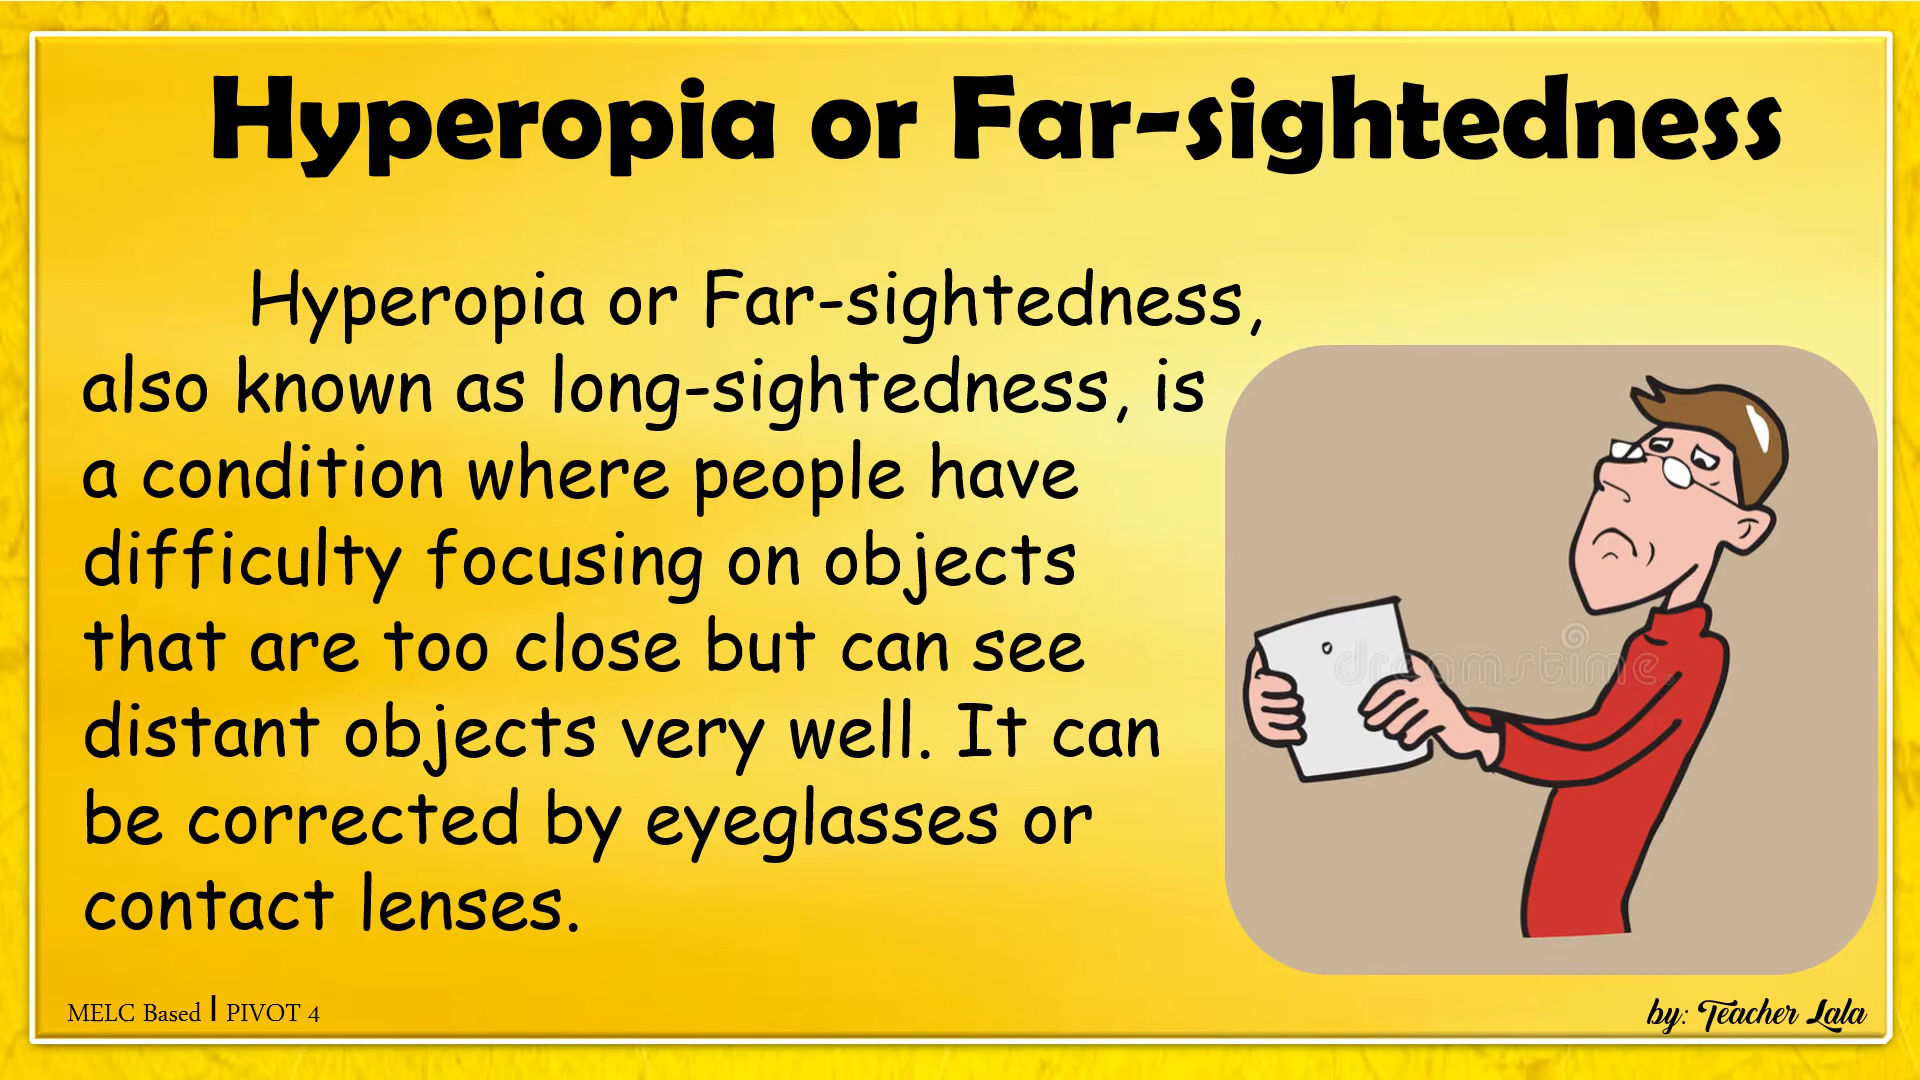 Hyperopia or Far-sightedness
Hyperopia or Far-sightedness,
also known as long-sightedness, is
a condition where people have
difficulty focusing on objects
that are too close but can see
distant objects very well. It can
be corrected by eyeglasses or
contact lenses.
dreamstime.
MELC Based | PIVOT 4
by: Teacher Lala